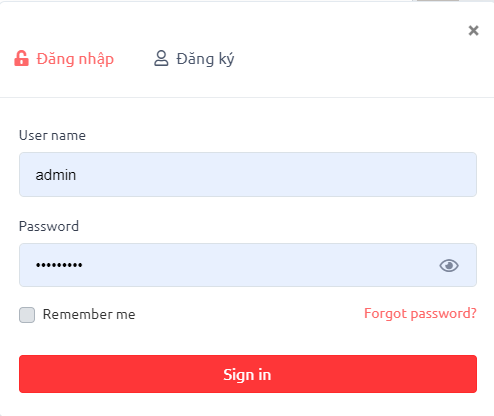 Đăng nhập Đăng ký
User name
admin
Password
•••••••••
Remember me Forgot password?
Sign in